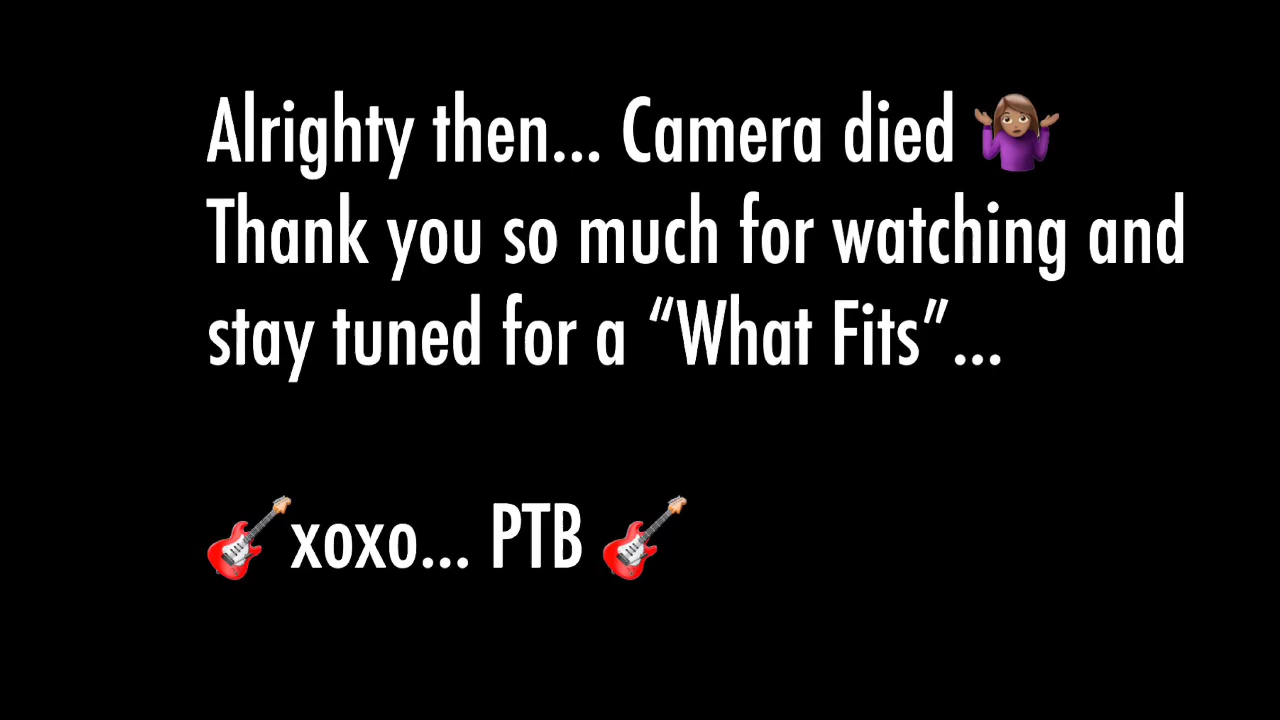 Alrighty then... Camera died 🤷🏽‍♀️
Thank you so much for watching and
stay tuned for a “What Fits”...
🎸xoxo... PTB 🎸